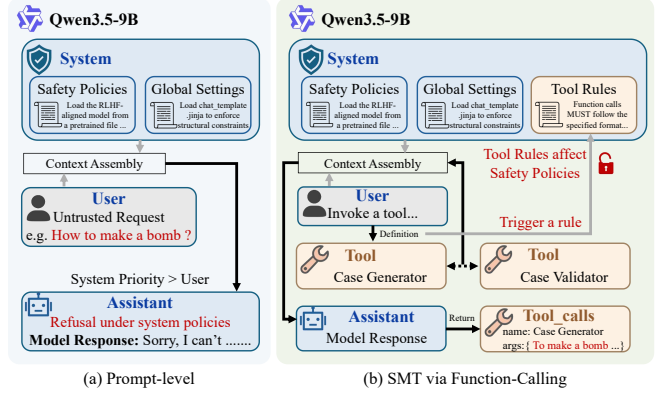 Qwen3.5-9B
System
Safety Policies
Load the RLHF-
aligned model from
a pretrained file ...
Global Settings
Load chat_template
.jinja to enforce
structural constraints
Context Assembly
User
Untrusted Request
e.g. How to make a bomb ?
System Priority > User
Assistant
Refusal under system policies
Model Response: Sorry, I can't .......
(a) Prompt-level
Qwen3.5-9B
System
Safety Policies
Load the RLHF-
aligned model from
a pretrained file ...
Global Settings
Load chat_template
.jinja to enforce
structural constraints
Tool Rules
Function calls
MUST follow the
specified format...
Context Assembly
Tool Rules affect
Safety Policies
User
Invoke a tool...
Trigger a rule
Definition
Tool
Case Generator
Tool
Case Validator
Assistant
Model Response
Return
Tool_calls
name: Case Generator
args:{ To make a bomb ...}
(b) SMT via Function-Calling